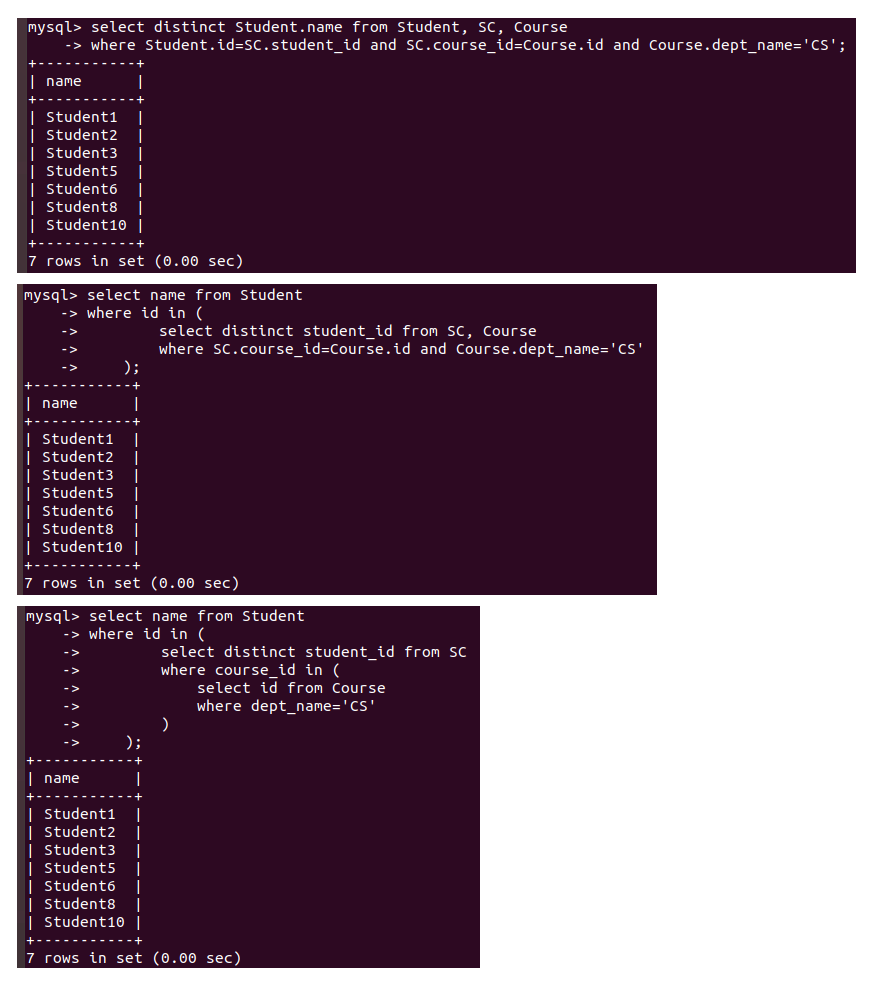 mysql> select distinct Student.name from Student, SC, Course
    -> where Student.id=SC.student_id and SC.course_id=Course.id and Course.dept_name='CS';
+-----------+
| name      |
+-----------+
| Student1  |
| Student2  |
| Student3  |
| Student5  |
| Student6  |
| Student8  |
| Student10 |
+-----------+
7 rows in set (0.00 sec)
mysql> select name from Student
    -> where id in (
    ->         select distinct student_id from SC, Course
    ->         where SC.course_id=Course.id and Course.dept_name='CS'
    ->     );
+-----------+
| name      |
+-----------+
| Student1  |
| Student2  |
| Student3  |
| Student5  |
| Student6  |
| Student8  |
| Student10 |
+-----------+
7 rows in set (0.00 sec)
mysql> select name from Student
    -> where id in (
    ->         select distinct student_id from SC
    ->         where course_id in (
    ->             select id from Course
    ->             where dept_name='CS'
    ->         )
    ->     );
+-----------+
| name      |
+-----------+
| Student1  |
| Student2  |
| Student3  |
| Student5  |
| Student6  |
| Student8  |
| Student10 |
+-----------+
7 rows in set (0.00 sec)